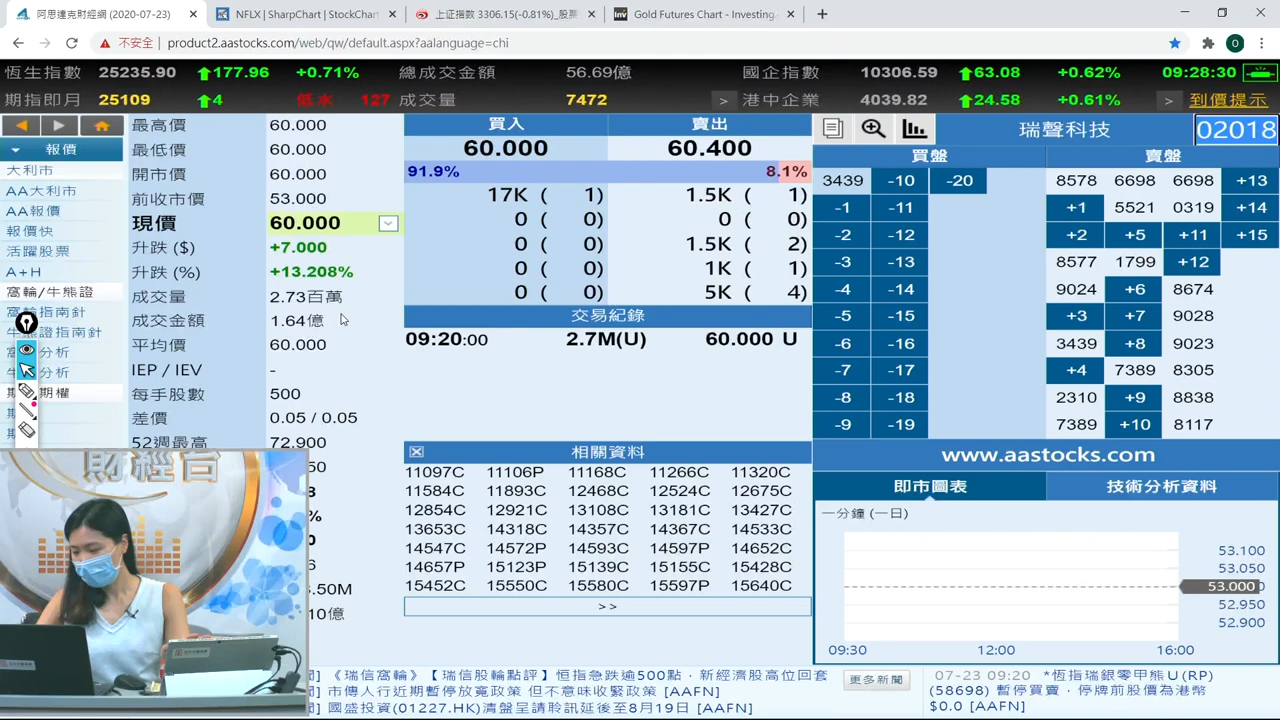 阿思達克財經網 (2020-07-23)
NFLX | SharpChart | StockChar
上证指数 3306.15(-0.81%)_股票
Gold Futures Chart - Investing.
不安全 | product2.aastocks.com/web/qw/default.aspx?aalanguage=chi
恆生指數 25235.90 177.96 +0.71% 總成交金額 56.69億 國企指數 10306.59 63.08 +0.62% 09:28:30
期指即月 25109 4 低水 127 成交量 7472 > 港中企業 4039.82 24.58 +0.61% > 到價提示
報價
大利市
AA大利市
AA報價
報價快
活躍股票
A+H
窩輪/牛熊證
窩輪指南針
牛熊證指南針
分析
分析
期權
最高價 60.000
最低價 60.000
開市價 60.000
前收市價 53.000
現價 60.000
升跌 ($) +7.000
升跌 (%) +13.208%
成交量 2.73百萬
成交金額 1.64億
平均價 60.000
IEP / IEV -
每手股數 500
差價 0.05 / 0.05
52週最高 72.900
買入 賣出
60.000 60.400
91.9% 8.1%
17K ( 1) 1.5K ( 1)
0 ( 0) 0 ( 0)
0 ( 0) 1.5K ( 2)
0 ( 0) 1K ( 1)
0 ( 0) 5K ( 4)
交易紀錄
09:20:00 2.7M(U) 60.000 U
相關資料
11097C 11106P 11168C 11266C 11320C
11584C 11893C 12468C 12524C 12675C
12854C 12921C 13108C 13181C 13427C
13653C 14318C 14357C 14367C 14533C
14547C 14572P 14593C 14597P 14652C
14657P 15123P 15139C 15155C 15428C
15452C 15550C 15580C 15597P 15640C
>>
瑞聲科技 02018
買盤 賣盤
3439 -10 -20 8578 6698 6698 +13
-1 -11 +1 5521 0319 +14
-2 -12 +2 +5 +11 +15
-3 -13 8577 1799 +12
-4 -14 9024 +6 8674
-5 -15 +3 +7 9028
-6 -16 3439 +8 9023
-7 -17 +4 7389 8305
-8 -18 2310 +9 8838
-9 -19 7389 +10 8117
www.aastocks.com
即市圖表 技術分析資料
一分鐘 (一日)
53.100
53.050
53.000
52.950
52.900
09:30 12:00 16:00
財經台
《瑞信窩輪》【瑞信股輪點評】恒指急跌逾500點﹐新經濟股高位回套
市傳人行近期暫停放寬政策 但不意味收緊政策 [AAFN]
國盛投資(01227.HK)清盤呈請聆訊延後至8月19日 [AAFN]
更多新聞
07-23 09:20 *恆指瑞銀零甲熊U(RP)
(58698) 暫停買賣﹐停牌前股價為港幣
$0.0 [AAFN]